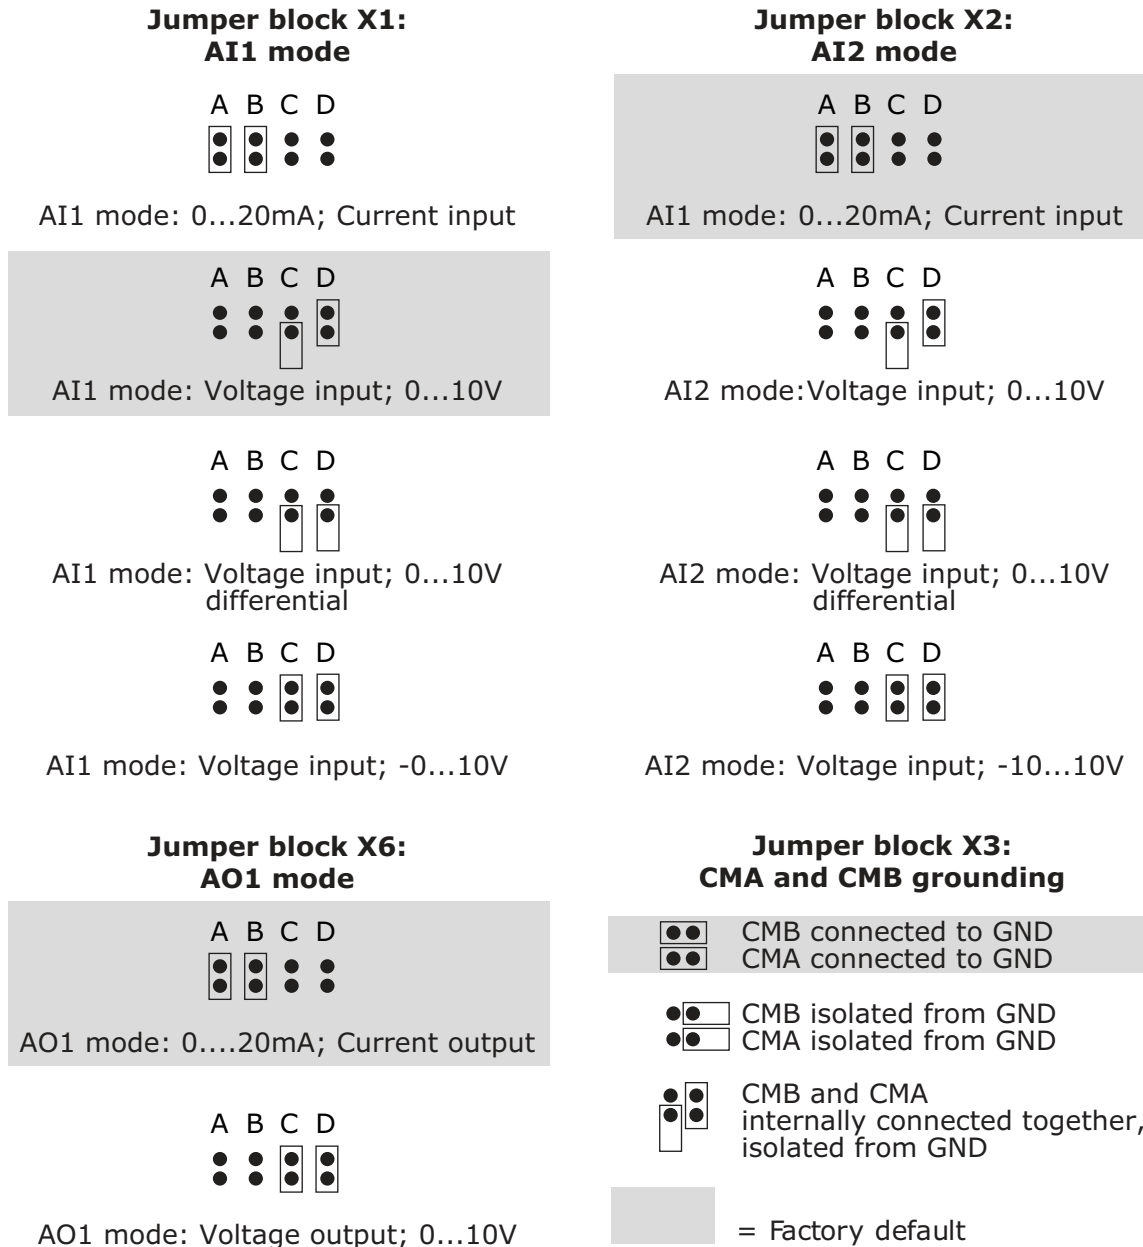 Jumper block X1:
AI1 mode
A B C D
AI1 mode: 0...20mA; Current input
A B C D
AI1 mode: Voltage input; 0...10V
A B C D
AI1 mode: Voltage input; 0...10V
differential
A B C D
AI1 mode: Voltage input; -0...10V
Jumper block X2:
AI2 mode
A B C D
AI1 mode: 0...20mA; Current input
A B C D
AI2 mode:Voltage input; 0...10V
A B C D
AI2 mode: Voltage input; 0...10V
differential
A B C D
AI2 mode: Voltage input; -10...10V
Jumper block X6:
AO1 mode
A B C D
AO1 mode: 0....20mA; Current output
A B C D
AO1 mode: Voltage output; 0...10V
Jumper block X3:
CMA and CMB grounding
CMB connected to GND
CMA connected to GND
CMB isolated from GND
CMA isolated from GND
CMB and CMA
internally connected together,
isolated from GND
= Factory default